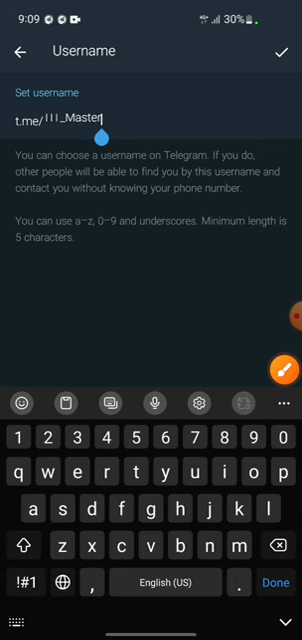 9:09 30%
Username
Set username
t.me/ııı_Master
You can choose a username on Telegram. If you do,
other people will be able to find you by this username and
contact you without knowing your phone number.
You can use a–z, 0–9 and underscores. Minimum length is
5 characters.
1 2 3 4 5 6 7 8 9 0
q w e r t y u i o p
a s d f g h j k l
z x c v b n m
!#1 , English (US) . Done